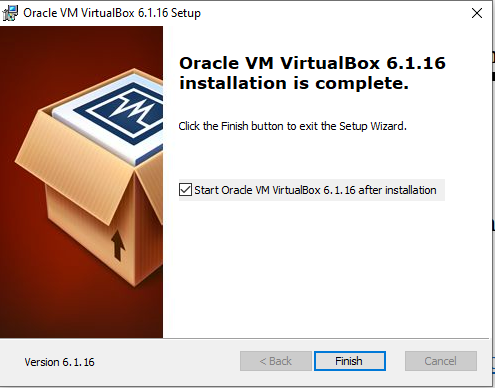 Oracle VM VirtualBox 6.1.16 Setup
Oracle VM VirtualBox 6.1.16
installation is complete.
Click the Finish button to exit the Setup Wizard.
Start Oracle VM VirtualBox 6.1.16 after installation
Version 6.1.16
< Back
Finish
Cancel